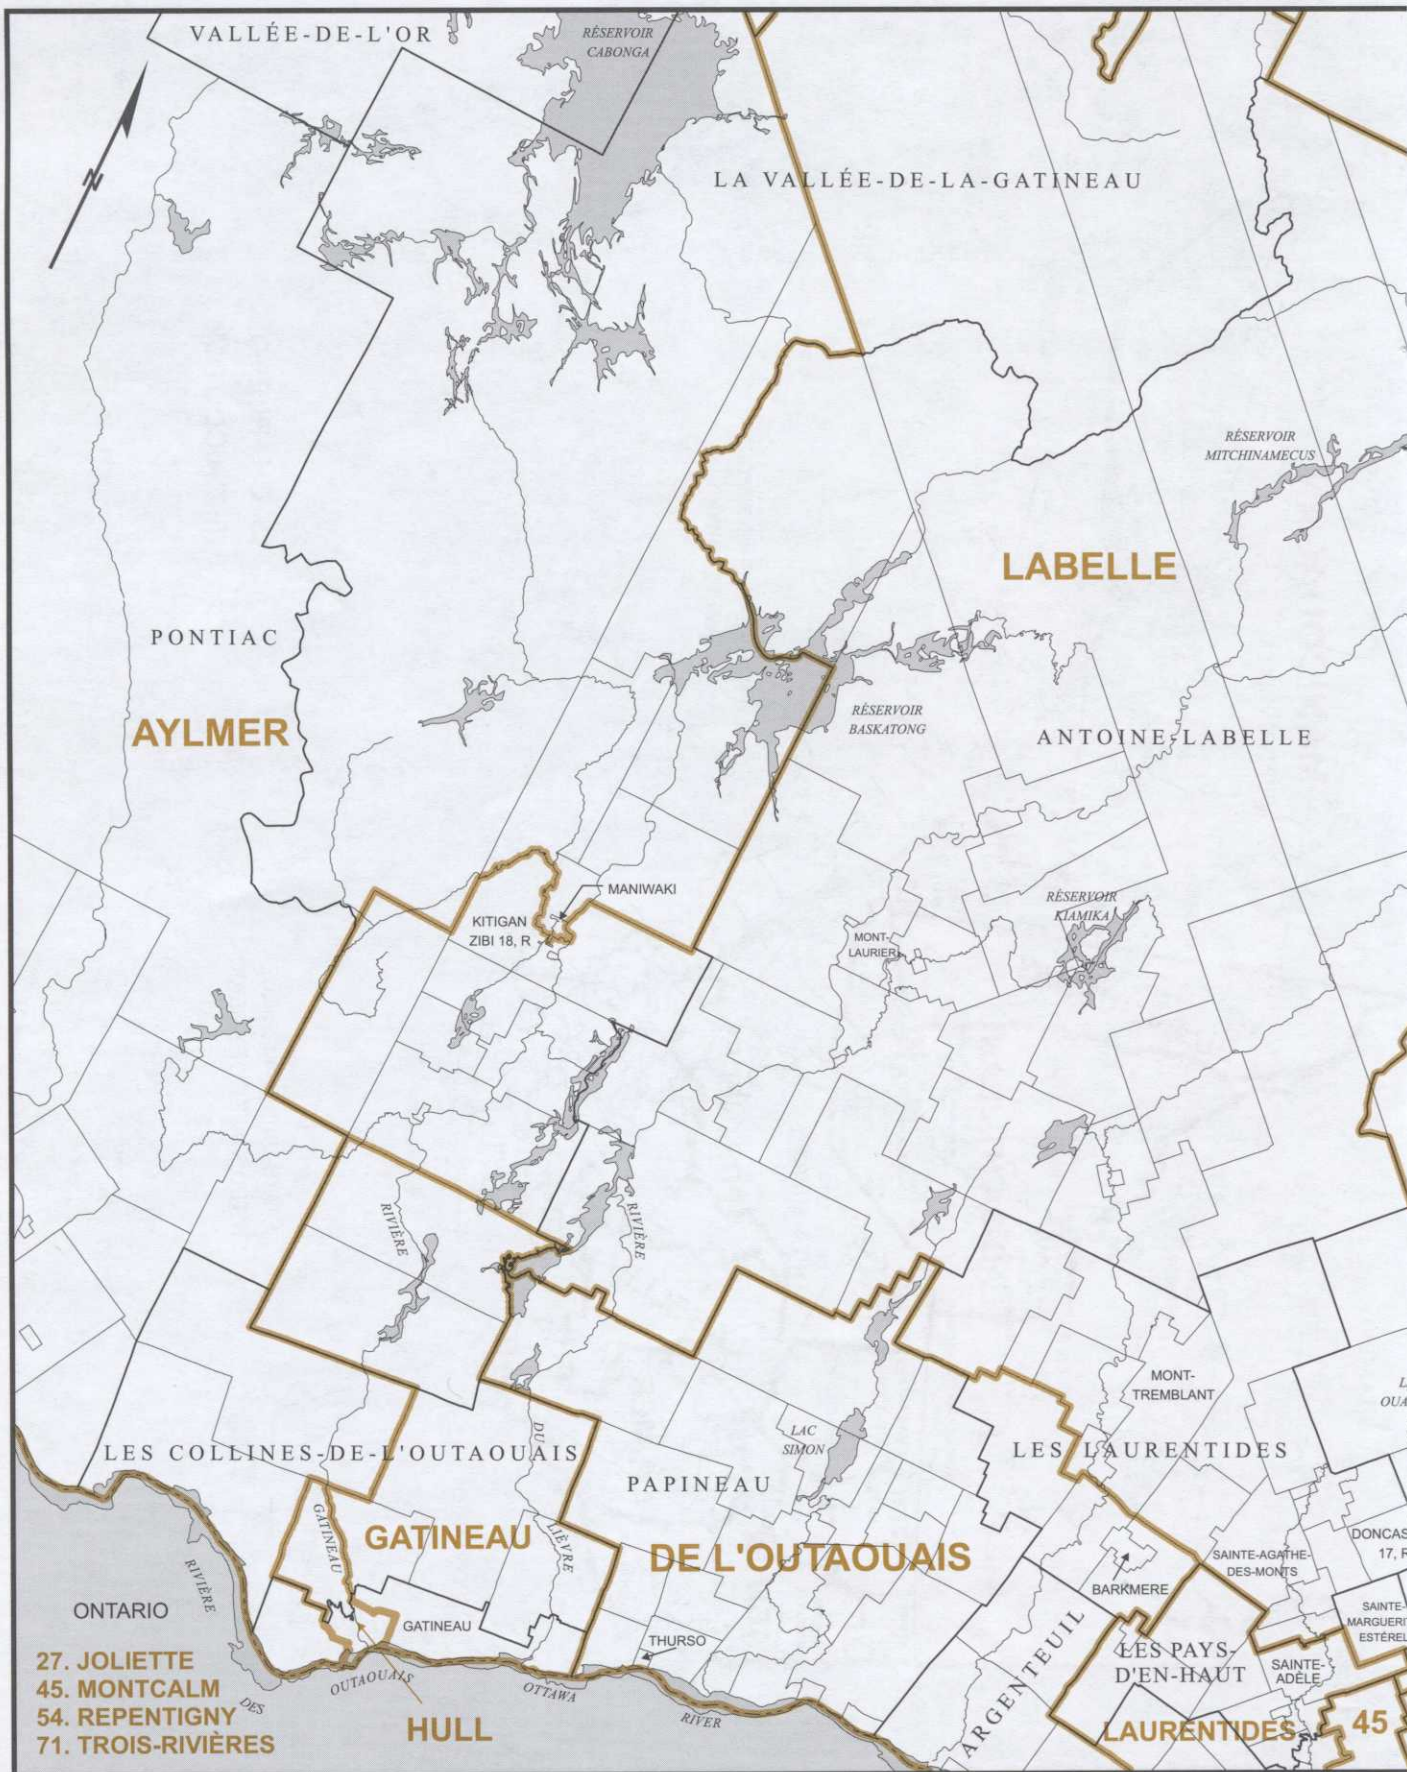 VALLÉE-DE-L'OR
RÉSERVOIR
CABONGA
N
LA VALLÉE-DE-LA-GATINEAU
RÉSERVOIR
MITCHINAMECUS
LABELLE
PONTIAC
AYLMER
RÉSERVOIR
BASKATONG
ANTOINE-LABELLE
MANIWAKI
KITIGAN
ZIBI 18, R
RÉSERVOIR
KIAMIKA
MONT-
LAURIER
RIVIÈRE
RIVIÈRE
MONT-
TREMBLANT
LAC
SIMON
LES COLLINES-DE-L'OUTAOUAIS
DU
LES LAURENTIDES
PAPINEAU
GATINEAU
LIÈVRE
GATINEAU
DE L'OUTAOUAIS
DONCAS
17, R
SAINTE-AGATHE-
DES-MONTS
RIVIÈRE
BARKMERE
ONTARIO
GATINEAU
SAINTE-
MARGUERI
ESTÉREL
THURSO
ARGENTEUIL
LES PAYS-
D'EN-HAUT
SAINTE-
ADÈLE
27. JOLIETTE
45. MONTCALM
54. REPENTIGNY
71. TROIS-RIVIÈRES
DES
OUTAOUAIS
OTTAWA
RIVER
HULL
LAURENTIDES
45